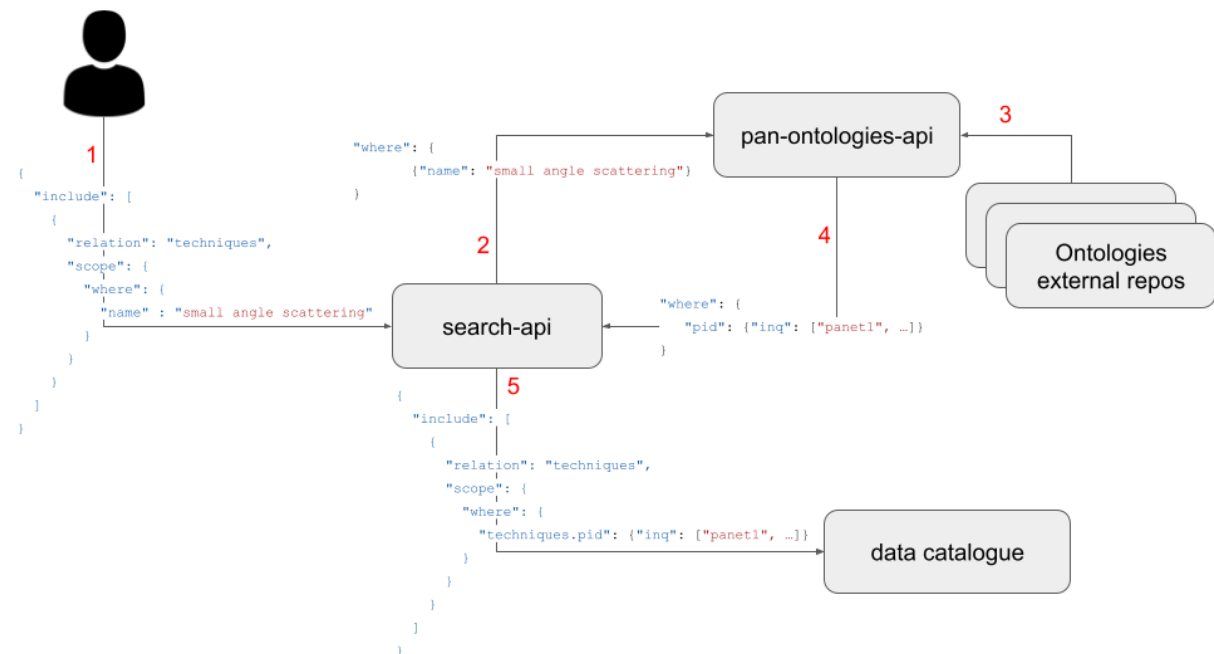 1
{
"include": [
{
"relation": "techniques",
"scope": {
"where": {
"name" : "small angle scattering"
}
}
}
]
}
"where": {
{"name": "small angle scattering"}
}
2
pan-ontologies-api
3
Ontologies
external repos
4
"where": {
"pid": {"inq": ["panet1", …]}
}
search-api
5
{
"include": [
{
"relation": "techniques",
"scope": {
"where": {
"techniques.pid": {"inq": ["panet1", …]}
}
}
}
]
}
data catalogue